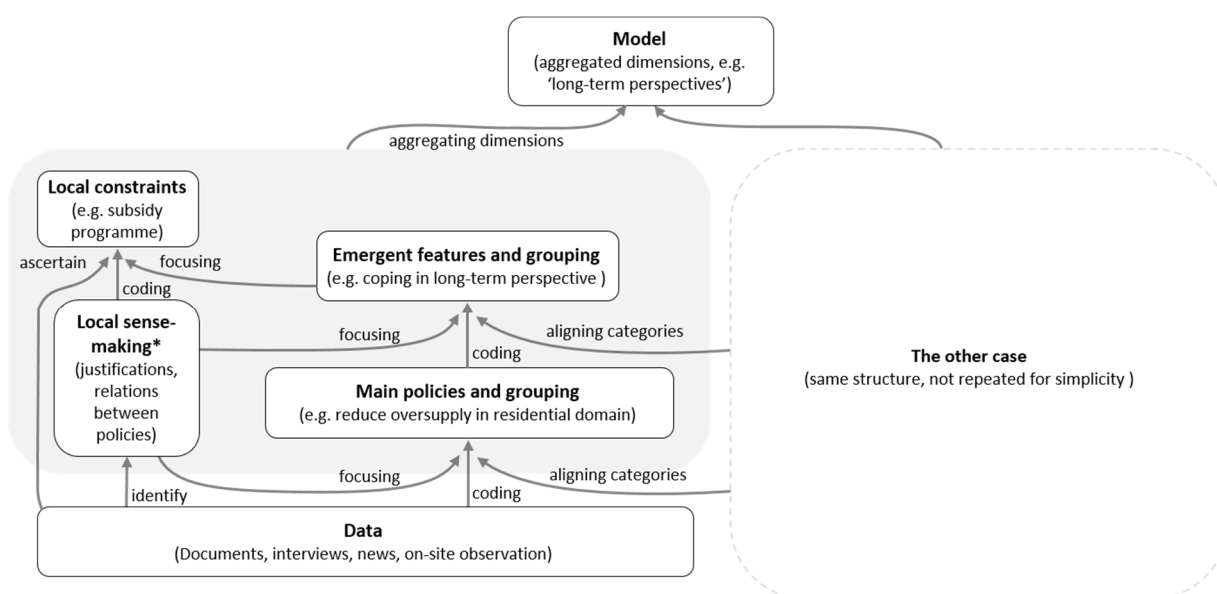 Model
(aggregated dimensions, e.g.
‘long-term perspectives’)
aggregating dimensions
Local constraints
(e.g. subsidy
programme)
ascertain
focusing
coding
Emergent features and grouping
(e.g. coping in long-term perspective )
Local sense-
making*
(justifications,
relations
between
policies)
focusing
aligning categories
coding
Main policies and grouping
(e.g. reduce oversupply in residential domain)
The other case
(same structure, not repeated for simplicity )
focusing
aligning categories
identify
coding
Data
(Documents, interviews, news, on-site observation)